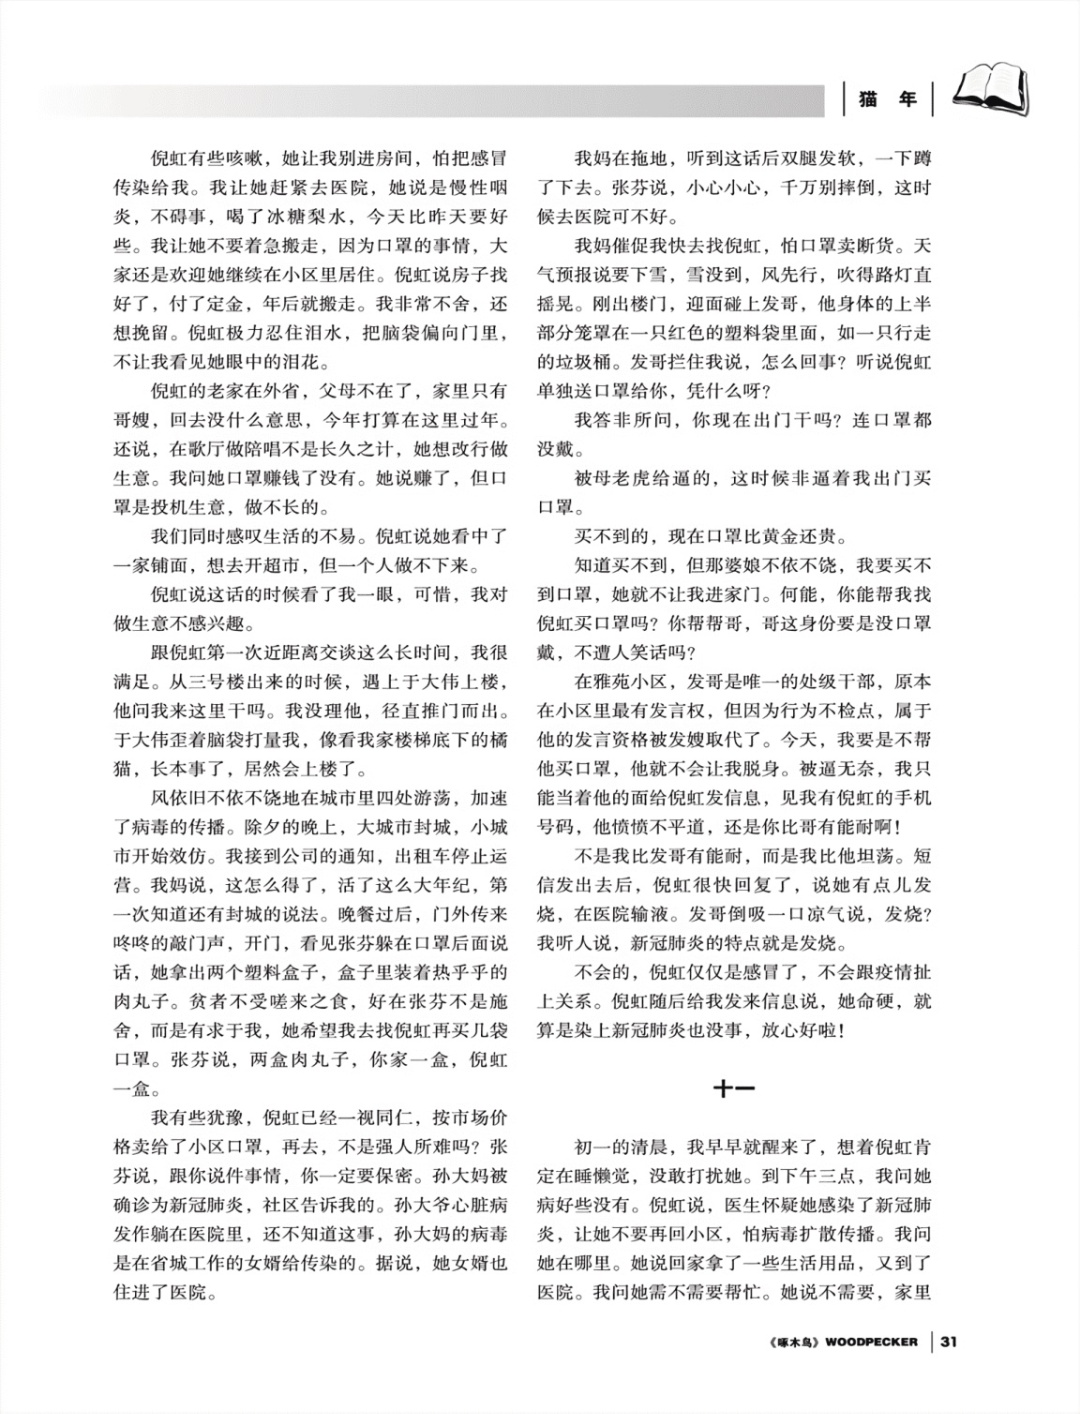 猫 年
倪虹有些咳嗽，她让我别进房间，怕把感冒
传染给我。我让她赶紧去医院，她说是慢性咽
炎，不碍事，喝了冰糖梨水，今天比昨天要好
些。我让她不要着急搬走，因为口罩的事情，大
家还是欢迎她继续在小区里居住。倪虹说房子找
好了，付了定金，年后就搬走。我非常不舍，还
想挽留。倪虹极力忍住泪水，把脑袋偏向门里，
不让我看见她眼中的泪花。
倪虹的老家在外省，父母不在了，家里只有
哥嫂，回去没什么意思，今年打算在这里过年。
还说，在歌厅做陪唱不是长久之计，她想改行做
生意。我问她口罩赚钱了没有。她说赚了，但口
罩是投机生意，做不长的。
我们同时感叹生活的不易。倪虹说她看中了
一家铺面，想去开超市，但一个人做不下来。
倪虹说这话的时候看了我一眼，可惜，我对
做生意不感兴趣。
跟倪虹第一次近距离交谈这么长时间，我很
满足。从三号楼出来的时候，遇上于大伟上楼，
他问我来这里干吗。我没理他，径直推门而出。
于大伟歪着脑袋打量我，像看我家楼梯底下的橘
猫，长本事了，居然会上楼了。
风依旧不依不饶地在城市里四处游荡，加速
了病毒的传播。除夕的晚上，大城市封城，小城
市开始效仿。我接到公司的通知，出租车停止运
营。我妈说，这怎么得了，活了这么大年纪，第
一次知道还有封城的说法。晚餐过后，门外传来
咚咚的敲门声，开门，看见张芬躲在口罩后面说
话，她拿出两个塑料盒子，盒子里装着热乎乎的
肉丸子。贫者不受嗟来之食，好在张芬不是施
舍，而是有求于我，她希望我去找倪虹再买几袋
口罩。张芬说，两盒肉丸子，你家一盒，倪虹
一盒。
我有些犹豫，倪虹已经一视同仁，按市场价
格卖给了小区口罩，再去，不是强人所难吗？张
芬说，跟你说件事情，你一定要保密。孙大妈被
确诊为新冠肺炎，社区告诉我的。孙大爷心脏病
发作躺在医院里，还不知道这事，孙大妈的病毒
是在省城工作的女婿给传染的。据说，她女婿也
住进了医院。
我妈在拖地，听到这话后双腿发软，一下蹲
了下去。张芬说，小心小心，千万别摔倒，这时
候去医院可不好。
我妈催促我快去找倪虹，怕口罩卖断货。天
气预报说要下雪，雪没到，风先行，吹得路灯直
摇晃。刚出楼门，迎面碰上发哥，他身体的上半
部分笼罩在一只红色的塑料袋里面，如一只行走
的垃圾桶。发哥拦住我说，怎么回事？听说倪虹
单独送口罩给你，凭什么呀？
我答非所问，你现在出门干吗？连口罩都
没戴。
被母老虎给逼的，这时候非逼着我出门买
口罩。
买不到的，现在口罩比黄金还贵。
知道买不到，但那婆娘不依不饶，我要买不
到口罩，她就不让我进家门。何能，你能帮我找
倪虹买口罩吗？你帮帮哥，哥这身份要是没口罩
戴，不遭人笑话吗？
在雅苑小区，发哥是唯一的处级干部，原本
在小区里最有发言权，但因为行为不检点，属于
他的发言资格被发嫂取代了。今天，我要是不帮
他买口罩，他就不会让我脱身。被逼无奈，我只
能当着他的面给倪虹发信息，见我有倪虹的手机
号码，他愤愤不平道，还是你比哥有能耐啊！
不是我比发哥有能耐，而是我比他坦荡。短
信发出去后，倪虹很快回复了，说她有点儿发
烧，在医院输液。发哥倒吸一口凉气说，发烧？
我听人说，新冠肺炎的特点就是发烧。
不会的，倪虹仅仅是感冒了，不会跟疫情扯
上关系。倪虹随后给我发来信息说，她命硬，就
算是染上新冠肺炎也没事，放心好啦！
十一
初一的清晨，我早早就醒来了，想着倪虹肯
定在睡懒觉，没敢打扰她。到下午三点，我问她
病好些没有。倪虹说，医生怀疑她感染了新冠肺
炎，让她不要再回小区，怕病毒扩散传播。我问
她在哪里。她说回家拿了一些生活用品，又到了
医院。我问她需不需要帮忙。她说不需要，家里
《啄木鸟》WOODPECKER 31